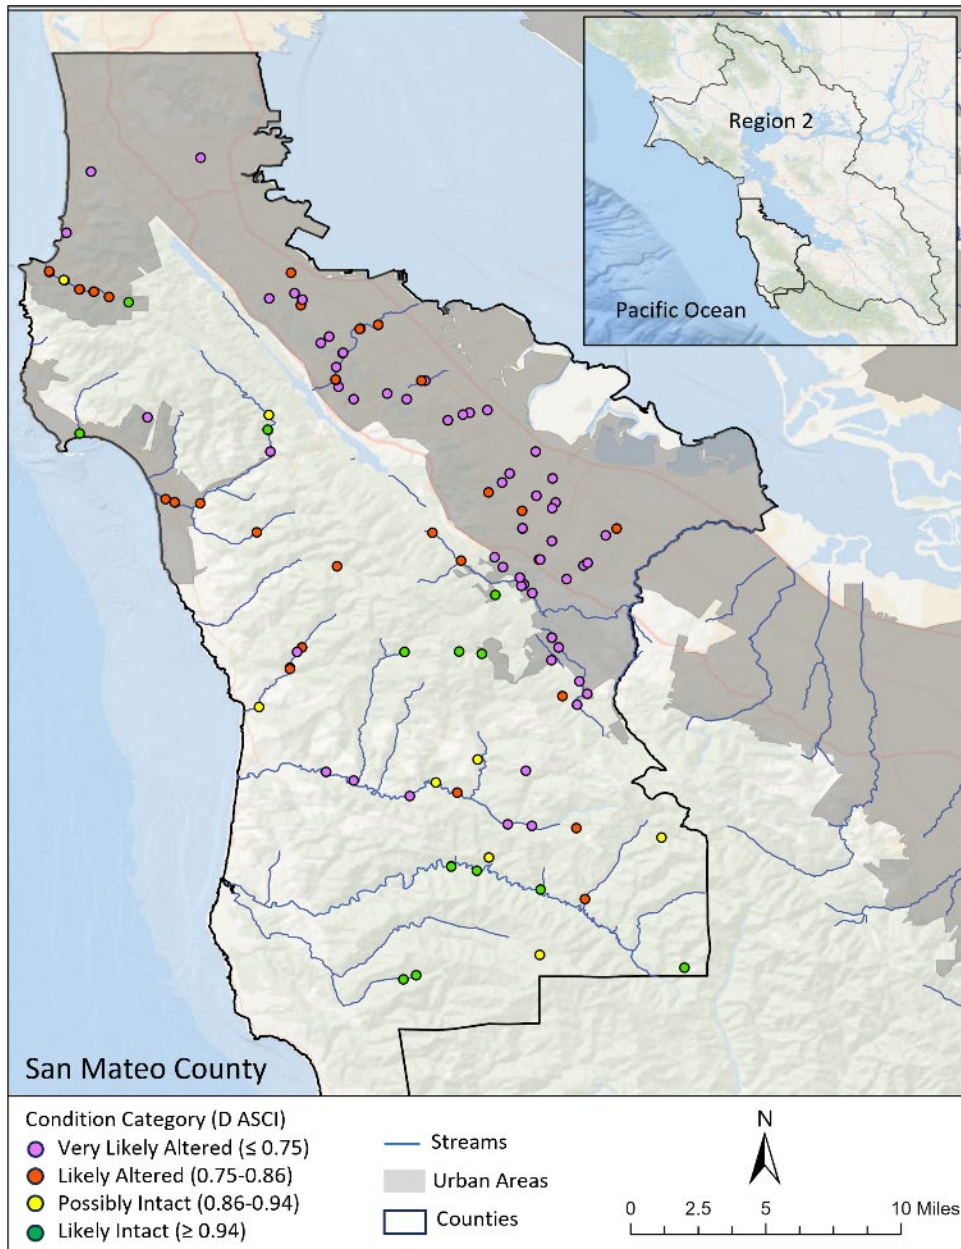 Region 2
Pacific Ocean
San Mateo County
Condition Category (D ASCI)
Very Likely Altered (≤ 0.75)
Likely Altered (0.75-0.86)
Possibly Intact (0.86-0.94)
Likely Intact (≥ 0.94)
Streams
Urban Areas
Counties
N
0 2.5 5 10 Miles